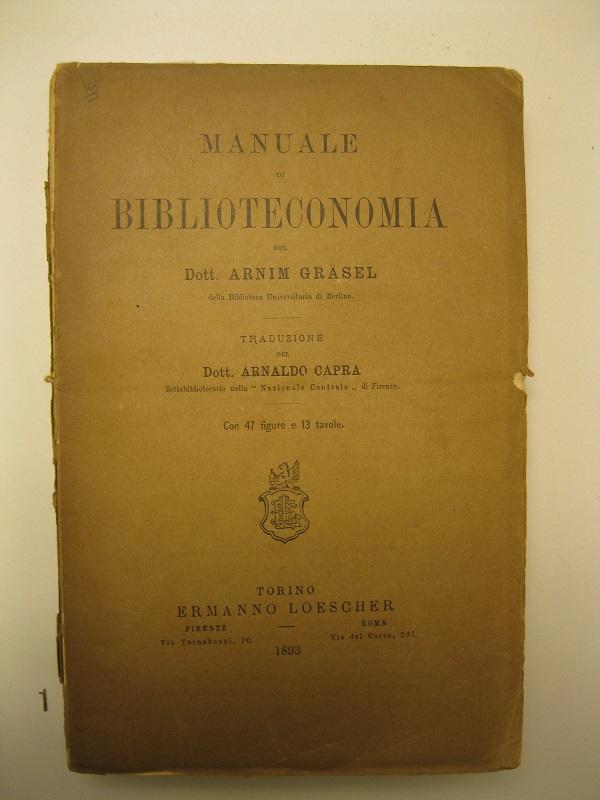 MANUALE
DI
BIBLIOTECONOMIA
DEL
Dott. ARNIM GRÄSEL
della Biblioteca Universitaria di Berlino.
TRADUZIONE
DEL
Dott. ARNALDO CAPRA
Sottobibliotecario nella “ Nazionale Centrale „ di Firenze.
Con 47 figure e 13 tavole.
TORINO
ERMANNO LOESCHER
FIRENZE
Via Tornabuoni, 20.
ROMA
Via del Corso, 307.
1893